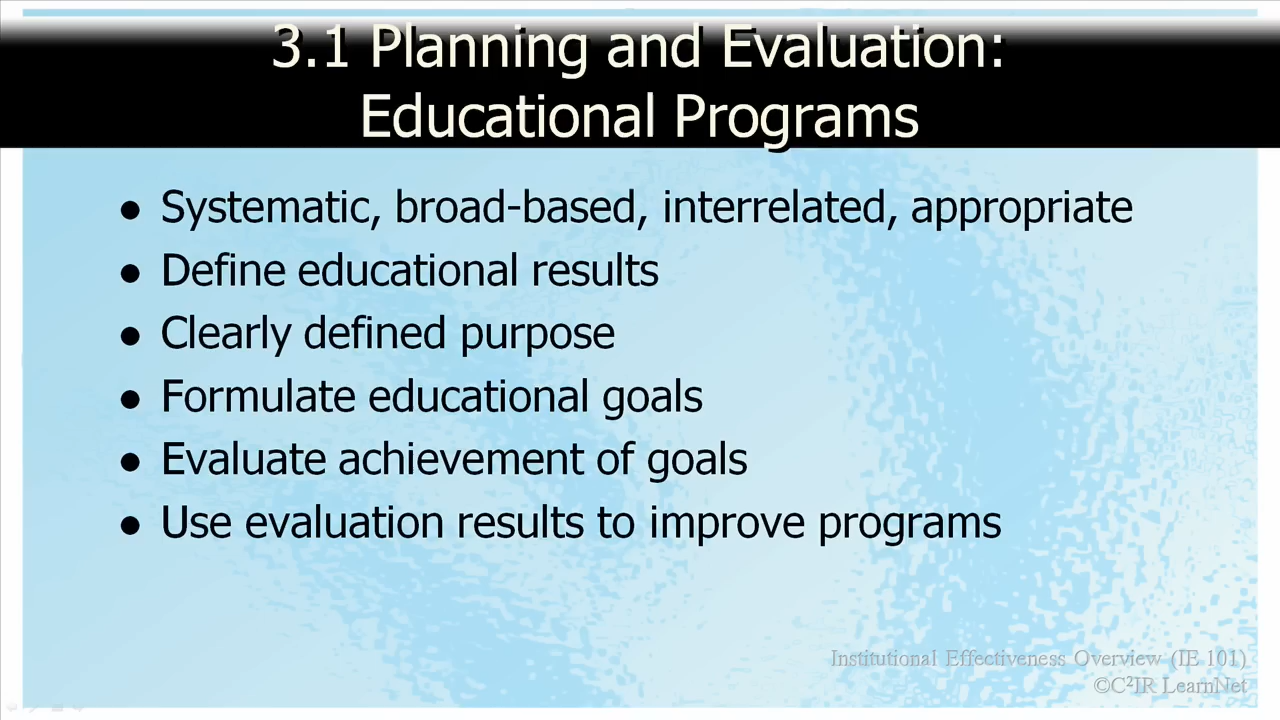 3.1 Planning and Evaluation:
Educational Programs
● Systematic, broad-based, interrelated, appropriate
● Define educational results
● Clearly defined purpose
● Formulate educational goals
● Evaluate achievement of goals
● Use evaluation results to improve programs
Institutional Effectiveness Overview (IE 101)
©C²IR LearnNet